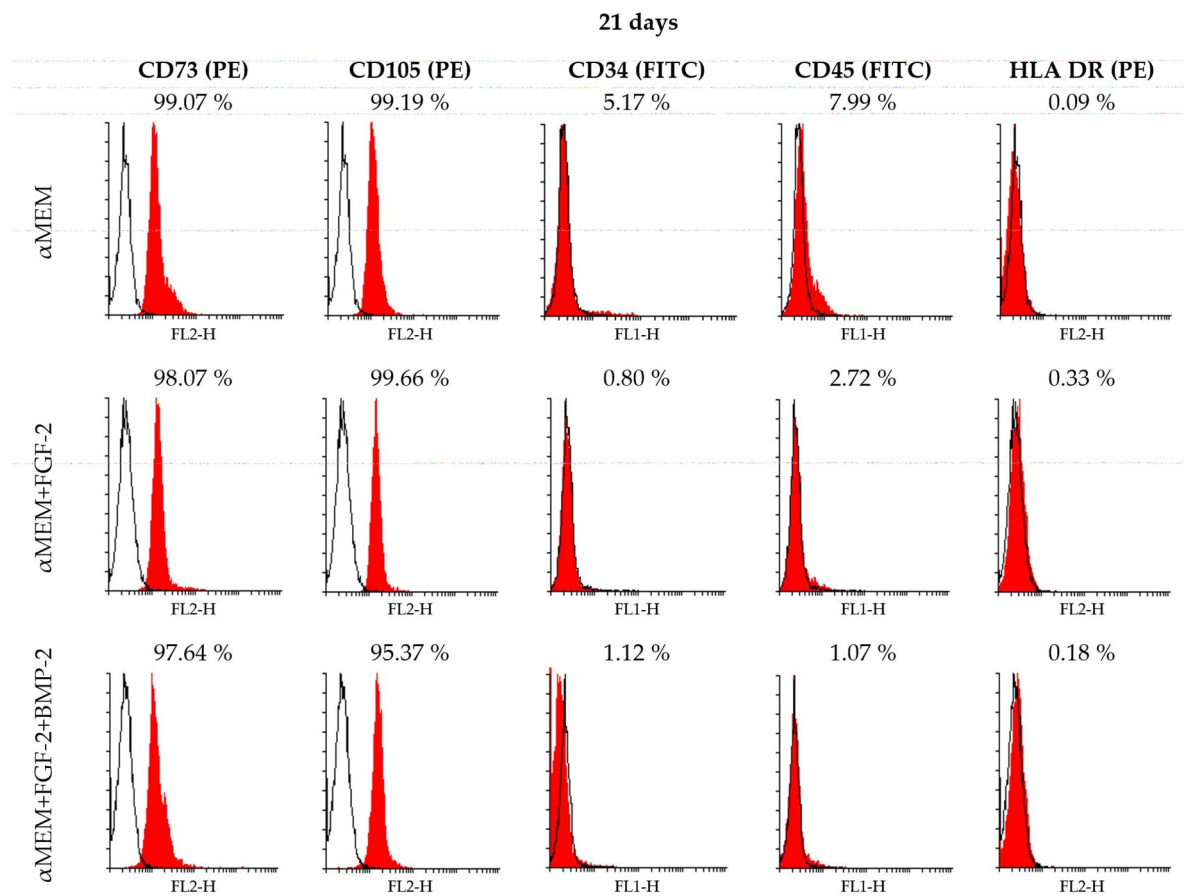 21 days
CD73 (PE) CD105 (PE) CD34 (FITC) CD45 (FITC) HLA DR (PE)
99.07 % 99.19 % 5.17 % 7.99 % 0.09 %
αMEM
FL2-H FL2-H FL1-H FL1-H FL2-H
98.07 % 99.66 % 0.80 % 2.72 % 0.33 %
αMEM+FGF-2
FL2-H FL2-H FL1-H FL1-H FL2-H
97.64 % 95.37 % 1.12 % 1.07 % 0.18 %
αMEM+FGF-2+BMP-2
FL2-H FL2-H FL1-H FL1-H FL2-H